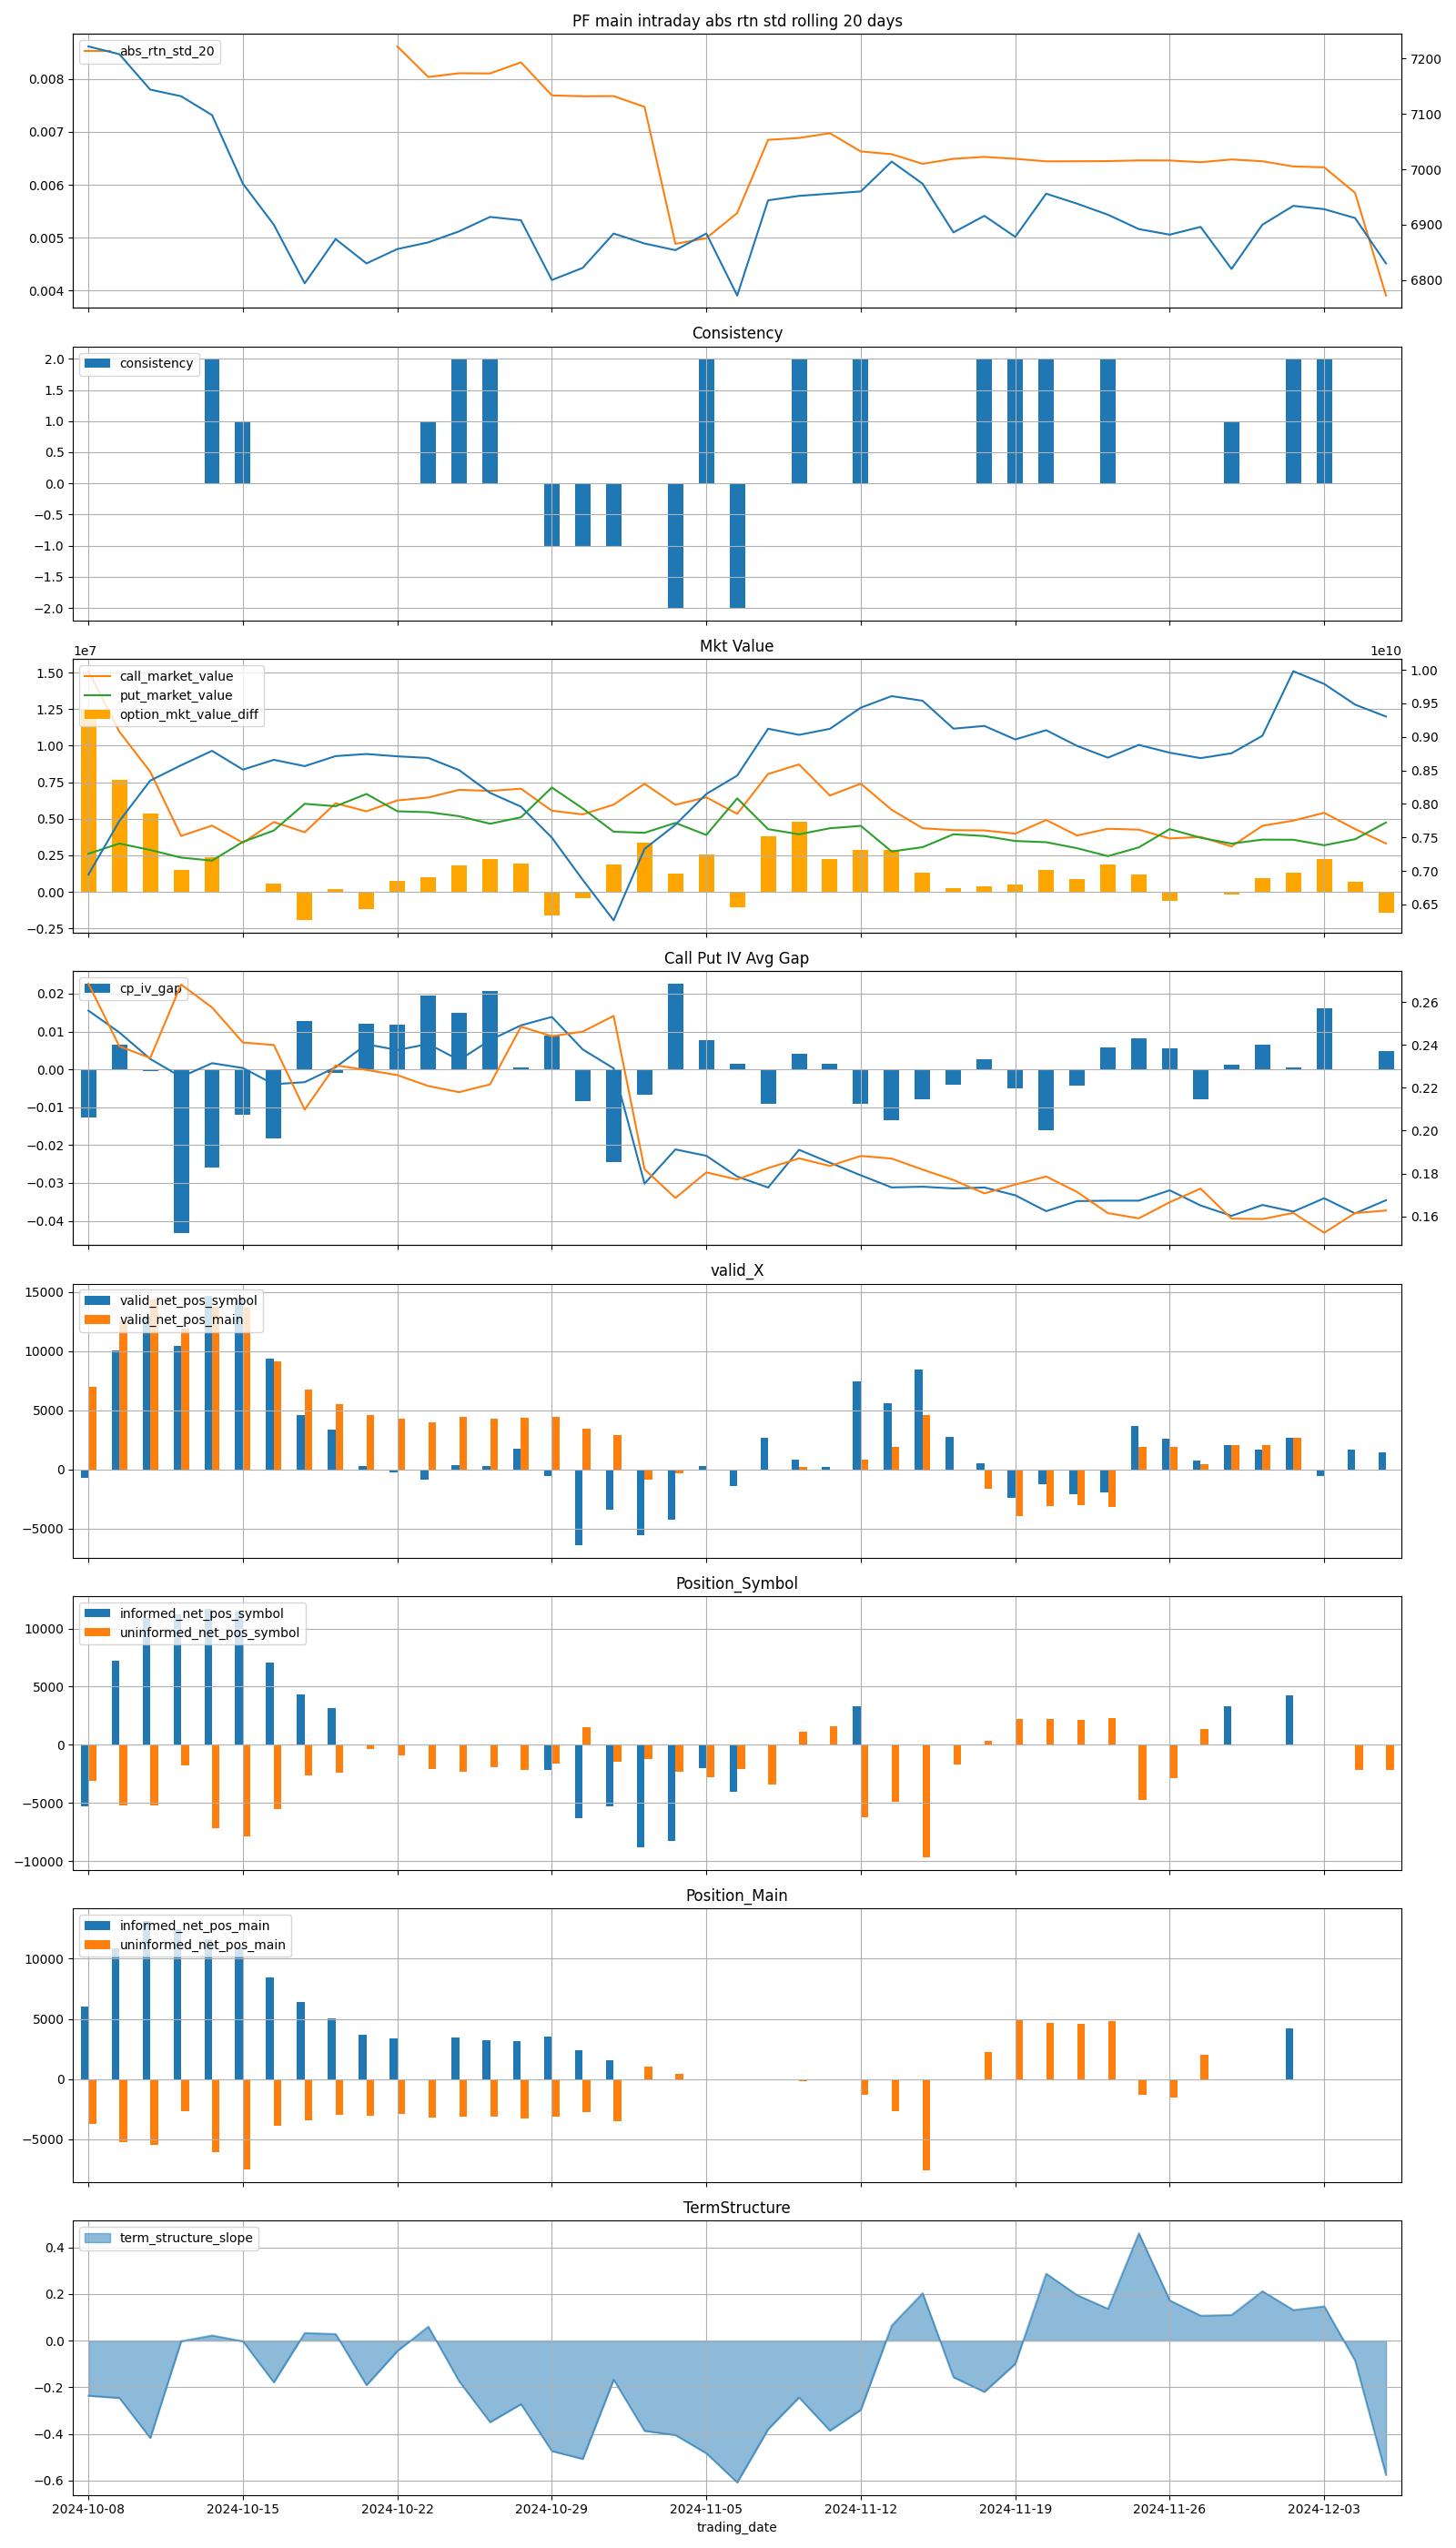 PF main intraday abs rtn std rolling 20 days
abs_rtn_std_20
0.008
0.007
0.006
0.005
0.004
7200
7100
7000
6900
6800
Consistency
consistency
2.0
1.5
1.0
0.5
0.0
−0.5
−1.0
−1.5
−2.0
Mkt Value
1e7
1e10
call_market_value
put_market_value
option_mkt_value_diff
1.50
1.25
1.00
0.75
0.50
0.25
0.00
−0.25
1.00
0.95
0.90
0.85
0.80
0.75
0.70
0.65
Call Put IV Avg Gap
cp_iv_gap
0.02
0.01
0.00
−0.01
−0.02
−0.03
−0.04
0.26
0.24
0.22
0.20
0.18
0.16
valid_X
valid_net_pos_symbol
valid_net_pos_main
15000
10000
5000
0
−5000
Position_Symbol
informed_net_pos_symbol
uninformed_net_pos_symbol
10000
5000
0
−5000
−10000
Position_Main
informed_net_pos_main
uninformed_net_pos_main
10000
5000
0
−5000
TermStructure
term_structure_slope
0.4
0.2
0.0
−0.2
−0.4
−0.6
2024-10-08 2024-10-15 2024-10-22 2024-10-29 2024-11-05 2024-11-12 2024-11-19 2024-11-26 2024-12-03
trading_date